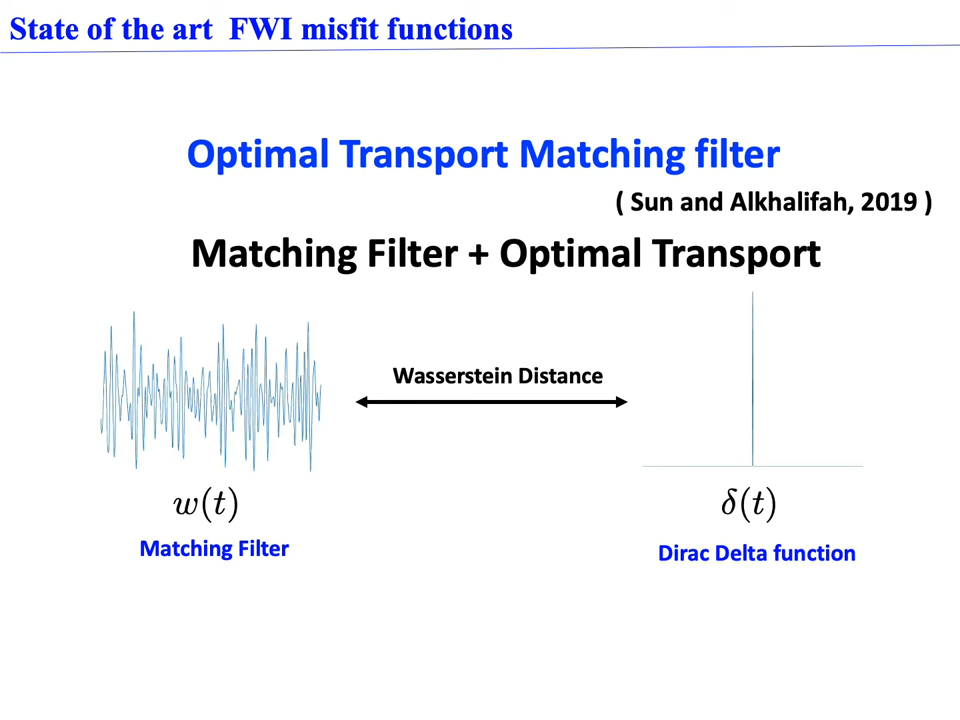 State of the art FWI misfit functions
Optimal Transport Matching filter
( Sun and Alkhalifah, 2019 )
Matching Filter + Optimal Transport
Wasserstein Distance
w(t)
δ(t)
Matching Filter
Dirac Delta function